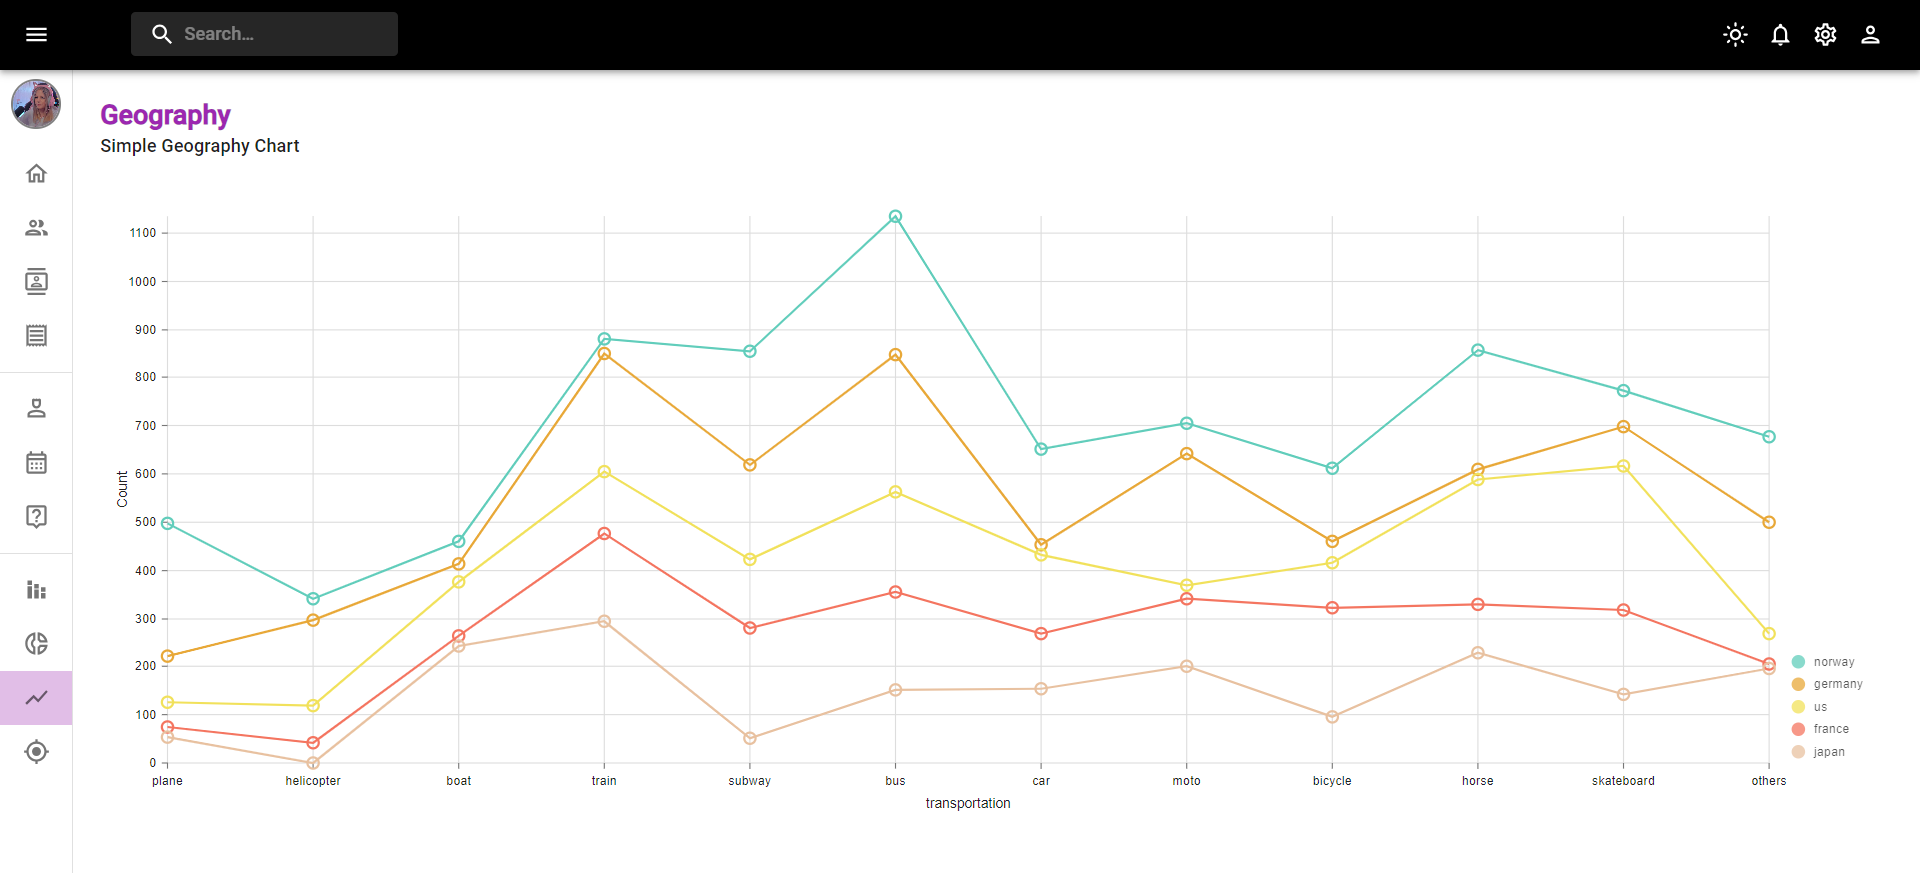 Search...
Geography
Simple Geography Chart
1100
1000
900
800
700
600
500
400
300
200
100
0
Count
plane helicopter boat train subway bus car moto bicycle horse skateboard others
transportation
norway
germany
us
france
japan